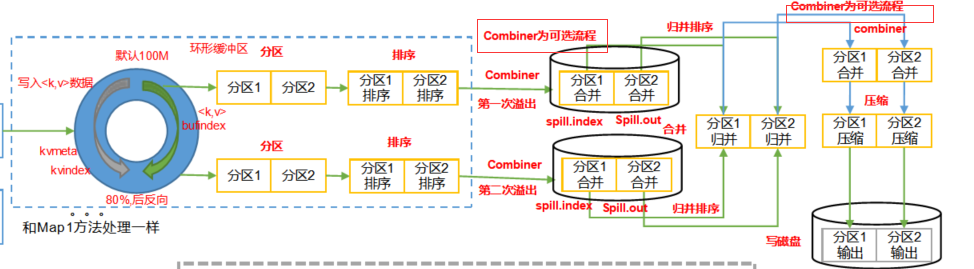 Combiner为可选流程
Combiner为可选流程
归并排序
combiner
默认100M
环形缓冲区
分区
排序
写入<k,v>数据
分区1
分区2
分区1
排序
分区2
排序
Combiner
第一次溢出
分区1
合并
分区2
合并
spill.index
Spill.out
<k,v>
bufindex
kvmeta
kvindex
80%,后反向
分区
排序
分区1
分区2
分区1
排序
分区2
排序
Combiner
第二次溢出
分区1
合并
分区2
合并
spill.index
Spill.out
归并排序
合并
分区1
归并
分区2
归并
分区1
合并
分区2
合并
压缩
分区1
压缩
分区2
压缩
写磁盘
分区1
输出
分区2
输出
和Map1方法处理一样